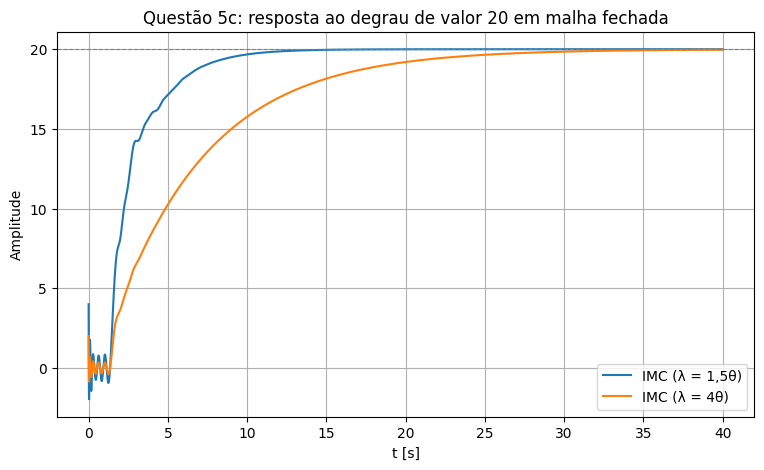 Questão 5c: resposta ao degrau de valor 20 em malha fechada
20
15
10
5
0
Amplitude
0 5 10 15 20 25 30 35 40
t [s]
IMC (λ = 1,5θ)
IMC (λ = 4θ)